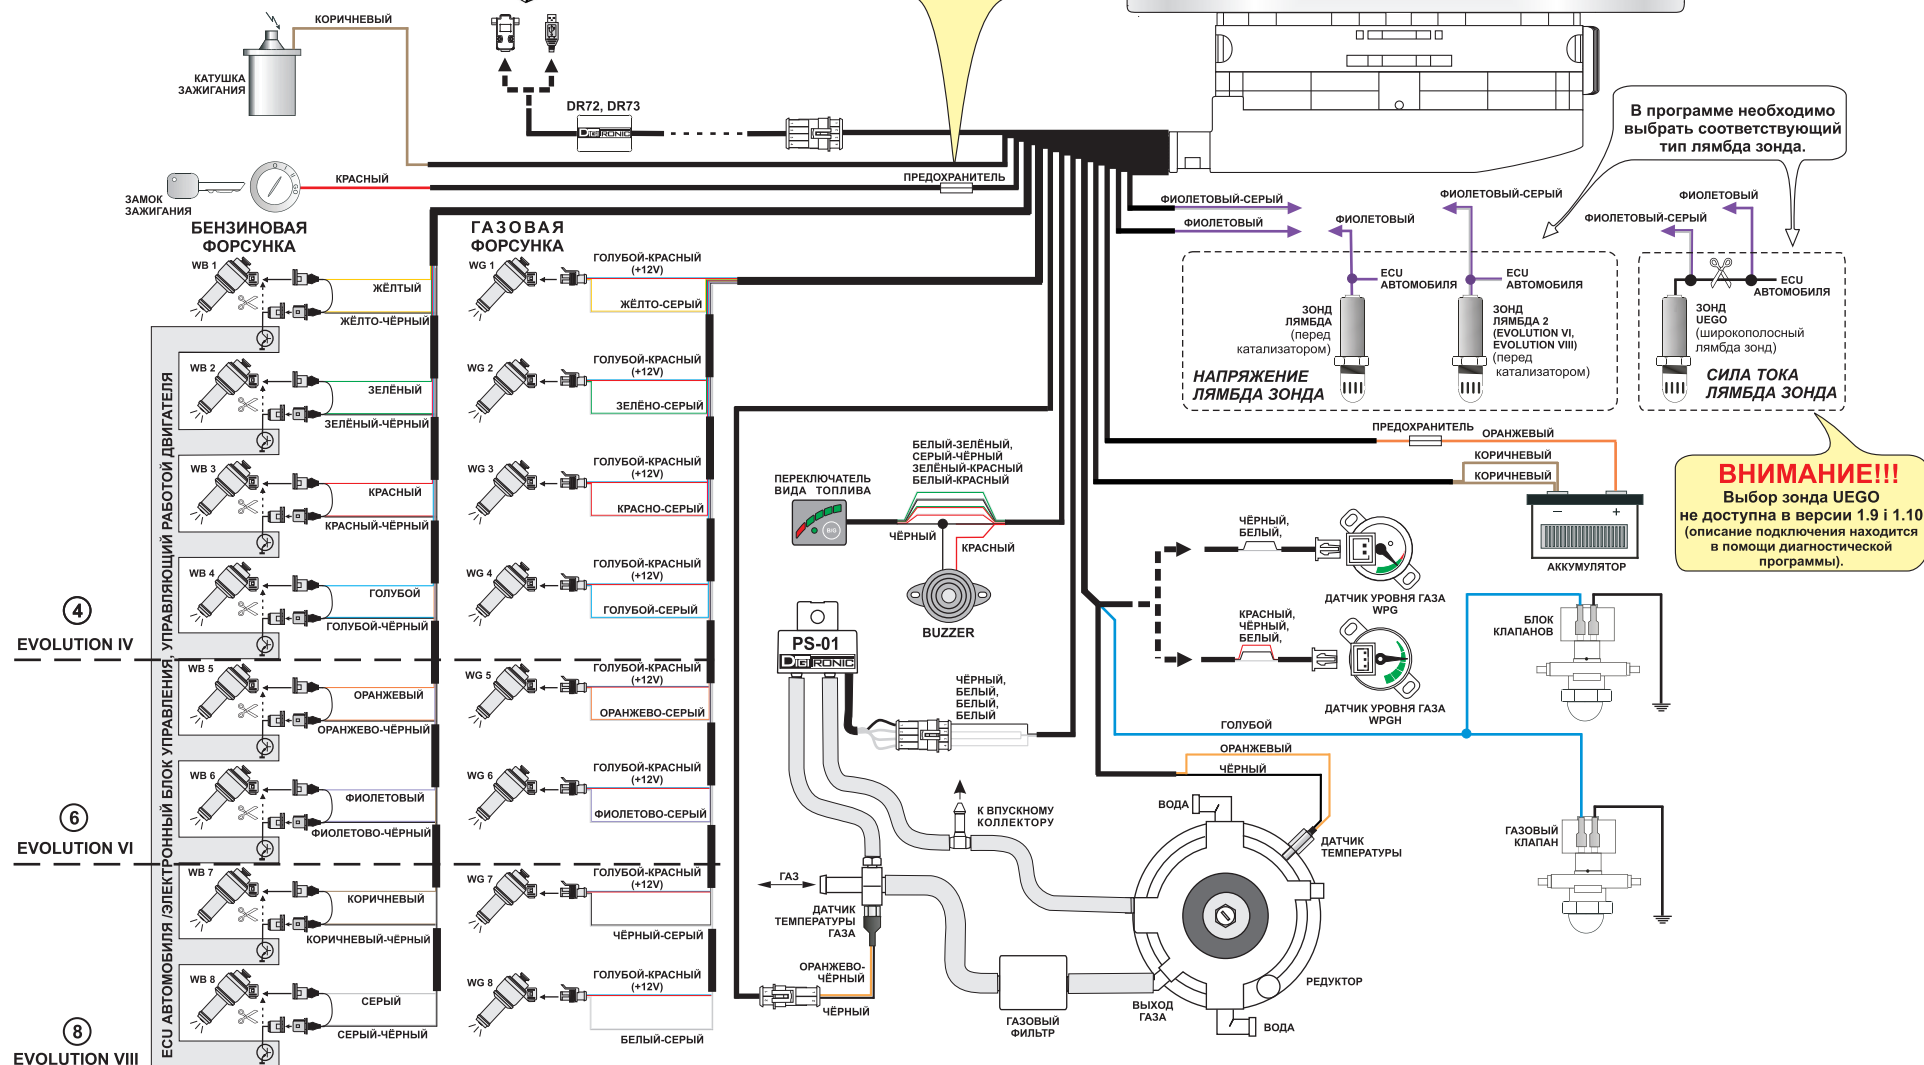 КОРИЧНЕВЫЙ
КАТУШКА
ЗАЖИГАНИЯ
DR72, DR73
DIGITRONIC
ПРЕДОХРАНИТЕЛЬ
КРАСНЫЙ
ЗАМОК
ЗАЖИГАНИЯ
В программе необходимо
выбрать соответствующий
тип лямбда зонда.
БЕНЗИНОВАЯ
ФОРСУНКА
ГАЗОВАЯ
ФОРСУНКА
WB 1
ЖЁЛТЫЙ
ЖЁЛТО-ЧЁРНЫЙ
WB 2
ЗЕЛЁНЫЙ
ЗЕЛЁНЫЙ-ЧЁРНЫЙ
WB 3
КРАСНЫЙ
КРАСНЫЙ-ЧЁРНЫЙ
WB 4
ГОЛУБОЙ
ГОЛУБОЙ-ЧЁРНЫЙ
WB 5
ОРАНЖЕВЫЙ
ОРАНЖЕВО-ЧЁРНЫЙ
WB 6
ФИОЛЕТОВЫЙ
ФИОЛЕТОВО-ЧЁРНЫЙ
WB 7
КОРИЧНЕВЫЙ
КОРИЧНЕВЫЙ-ЧЁРНЫЙ
WB 8
СЕРЫЙ
СЕРЫЙ-ЧЁРНЫЙ
ECU АВТОМОБИЛЯ /ЭЛЕКТРОННЫЙ БЛОК УПРАВЛЕНИЯ, УПРАВЛЯЮЩИЙ РАБОТОЙ ДВИГАТЕЛЯ
4
EVOLUTION IV
6
EVOLUTION VI
8
EVOLUTION VIII
WG 1
ГОЛУБОЙ-КРАСНЫЙ
(+12V)
ЖЁЛТО-СЕРЫЙ
WG 2
ГОЛУБОЙ-КРАСНЫЙ
(+12V)
ЗЕЛЁНО-СЕРЫЙ
WG 3
ГОЛУБОЙ-КРАСНЫЙ
(+12V)
КРАСНО-СЕРЫЙ
WG 4
ГОЛУБОЙ-КРАСНЫЙ
(+12V)
ГОЛУБОЙ-СЕРЫЙ
WG 5
ГОЛУБОЙ-КРАСНЫЙ
(+12V)
ОРАНЖЕВО-СЕРЫЙ
WG 6
ГОЛУБОЙ-КРАСНЫЙ
(+12V)
ФИОЛЕТОВО-СЕРЫЙ
WG 7
ГОЛУБОЙ-КРАСНЫЙ
(+12V)
ЧЁРНЫЙ-СЕРЫЙ
WG 8
ГОЛУБОЙ-КРАСНЫЙ
(+12V)
БЕЛЫЙ-СЕРЫЙ
ФИОЛЕТОВЫЙ-СЕРЫЙ
ФИОЛЕТОВЫЙ
ФИОЛЕТОВЫЙ
ФИОЛЕТОВЫЙ-СЕРЫЙ
ECU
АВТОМОБИЛЯ
ECU
АВТОМОБИЛЯ
ЗОНД
ЛЯМБДА
(перед
катализатором)
ЗОНД
ЛЯМБДА 2
(EVOLUTION VI,
EVOLUTION VIII)
(перед
катализатором)
НАПРЯЖЕНИЕ
ЛЯМБДА ЗОНДА
ФИОЛЕТОВЫЙ
ФИОЛЕТОВЫЙ-СЕРЫЙ
ECU
АВТОМОБИЛЯ
ЗОНД
UEGO
(широкополосный
лямбда зонд)
СИЛА ТОКА
ЛЯМБДА ЗОНДА
ПРЕДОХРАНИТЕЛЬ
ОРАНЖЕВЫЙ
КОРИЧНЕВЫЙ
КОРИЧНЕВЫЙ
− +
АККУМУЛЯТОР
ВНИМАНИЕ!!!
Выбор зонда UEGO
не доступна в версии 1.9 i 1.10
(описание подключения находится
в помощи диагностической
программы).
ПЕРЕКЛЮЧАТЕЛЬ
ВИДА ТОПЛИВА
БЕЛЫЙ-ЗЕЛЁНЫЙ,
СЕРЫЙ-ЧЁРНЫЙ
ЗЕЛЁНЫЙ-КРАСНЫЙ
БЕЛЫЙ-КРАСНЫЙ
ЧЁРНЫЙ
КРАСНЫЙ
BUZZER
ЧЁРНЫЙ,
БЕЛЫЙ,
ДАТЧИК УРОВНЯ ГАЗА
WPG
КРАСНЫЙ,
ЧЁРНЫЙ,
БЕЛЫЙ,
ДАТЧИК УРОВНЯ ГАЗА
WPGH
PS-01
DIGITRONIC
ЧЁРНЫЙ,
БЕЛЫЙ,
БЕЛЫЙ,
БЕЛЫЙ
БЛОК
КЛАПАНОВ
ГОЛУБОЙ
ОРАНЖЕВЫЙ
ЧЁРНЫЙ
ВОДА
К ВПУСКНОМУ
КОЛЛЕКТОРУ
ДАТЧИК
ТЕМПЕРАТУРЫ
ГАЗОВЫЙ
КЛАПАН
ГАЗ
ДАТЧИК
ТЕМПЕРАТУРЫ
ГАЗА
ОРАНЖЕВО-
ЧЁРНЫЙ
ЧЁРНЫЙ
ГАЗОВЫЙ
ФИЛЬТР
ВЫХОД
ГАЗА
РЕДУКТОР
ВОДА